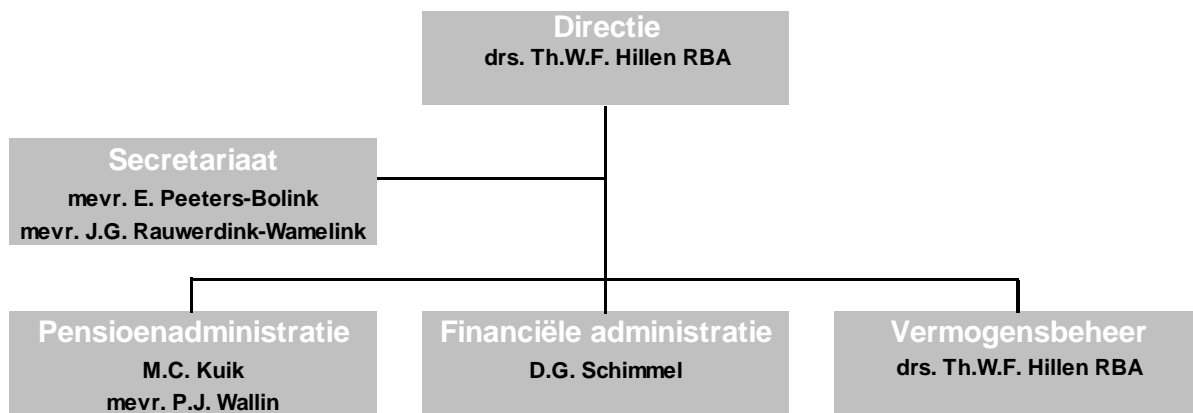 Directie
drs. Th.W.F. Hillen RBA
Secretariaat
mevr. E. Peeters-Bolink
mevr. J.G. Rauwerdink-Wamelink
Pensioenadministratie
M.C. Kuik
mevr. P.J. Wallin
Financiële administratie
D.G. Schimmel
Vermogensbeheer
drs. Th.W.F. Hillen RBA